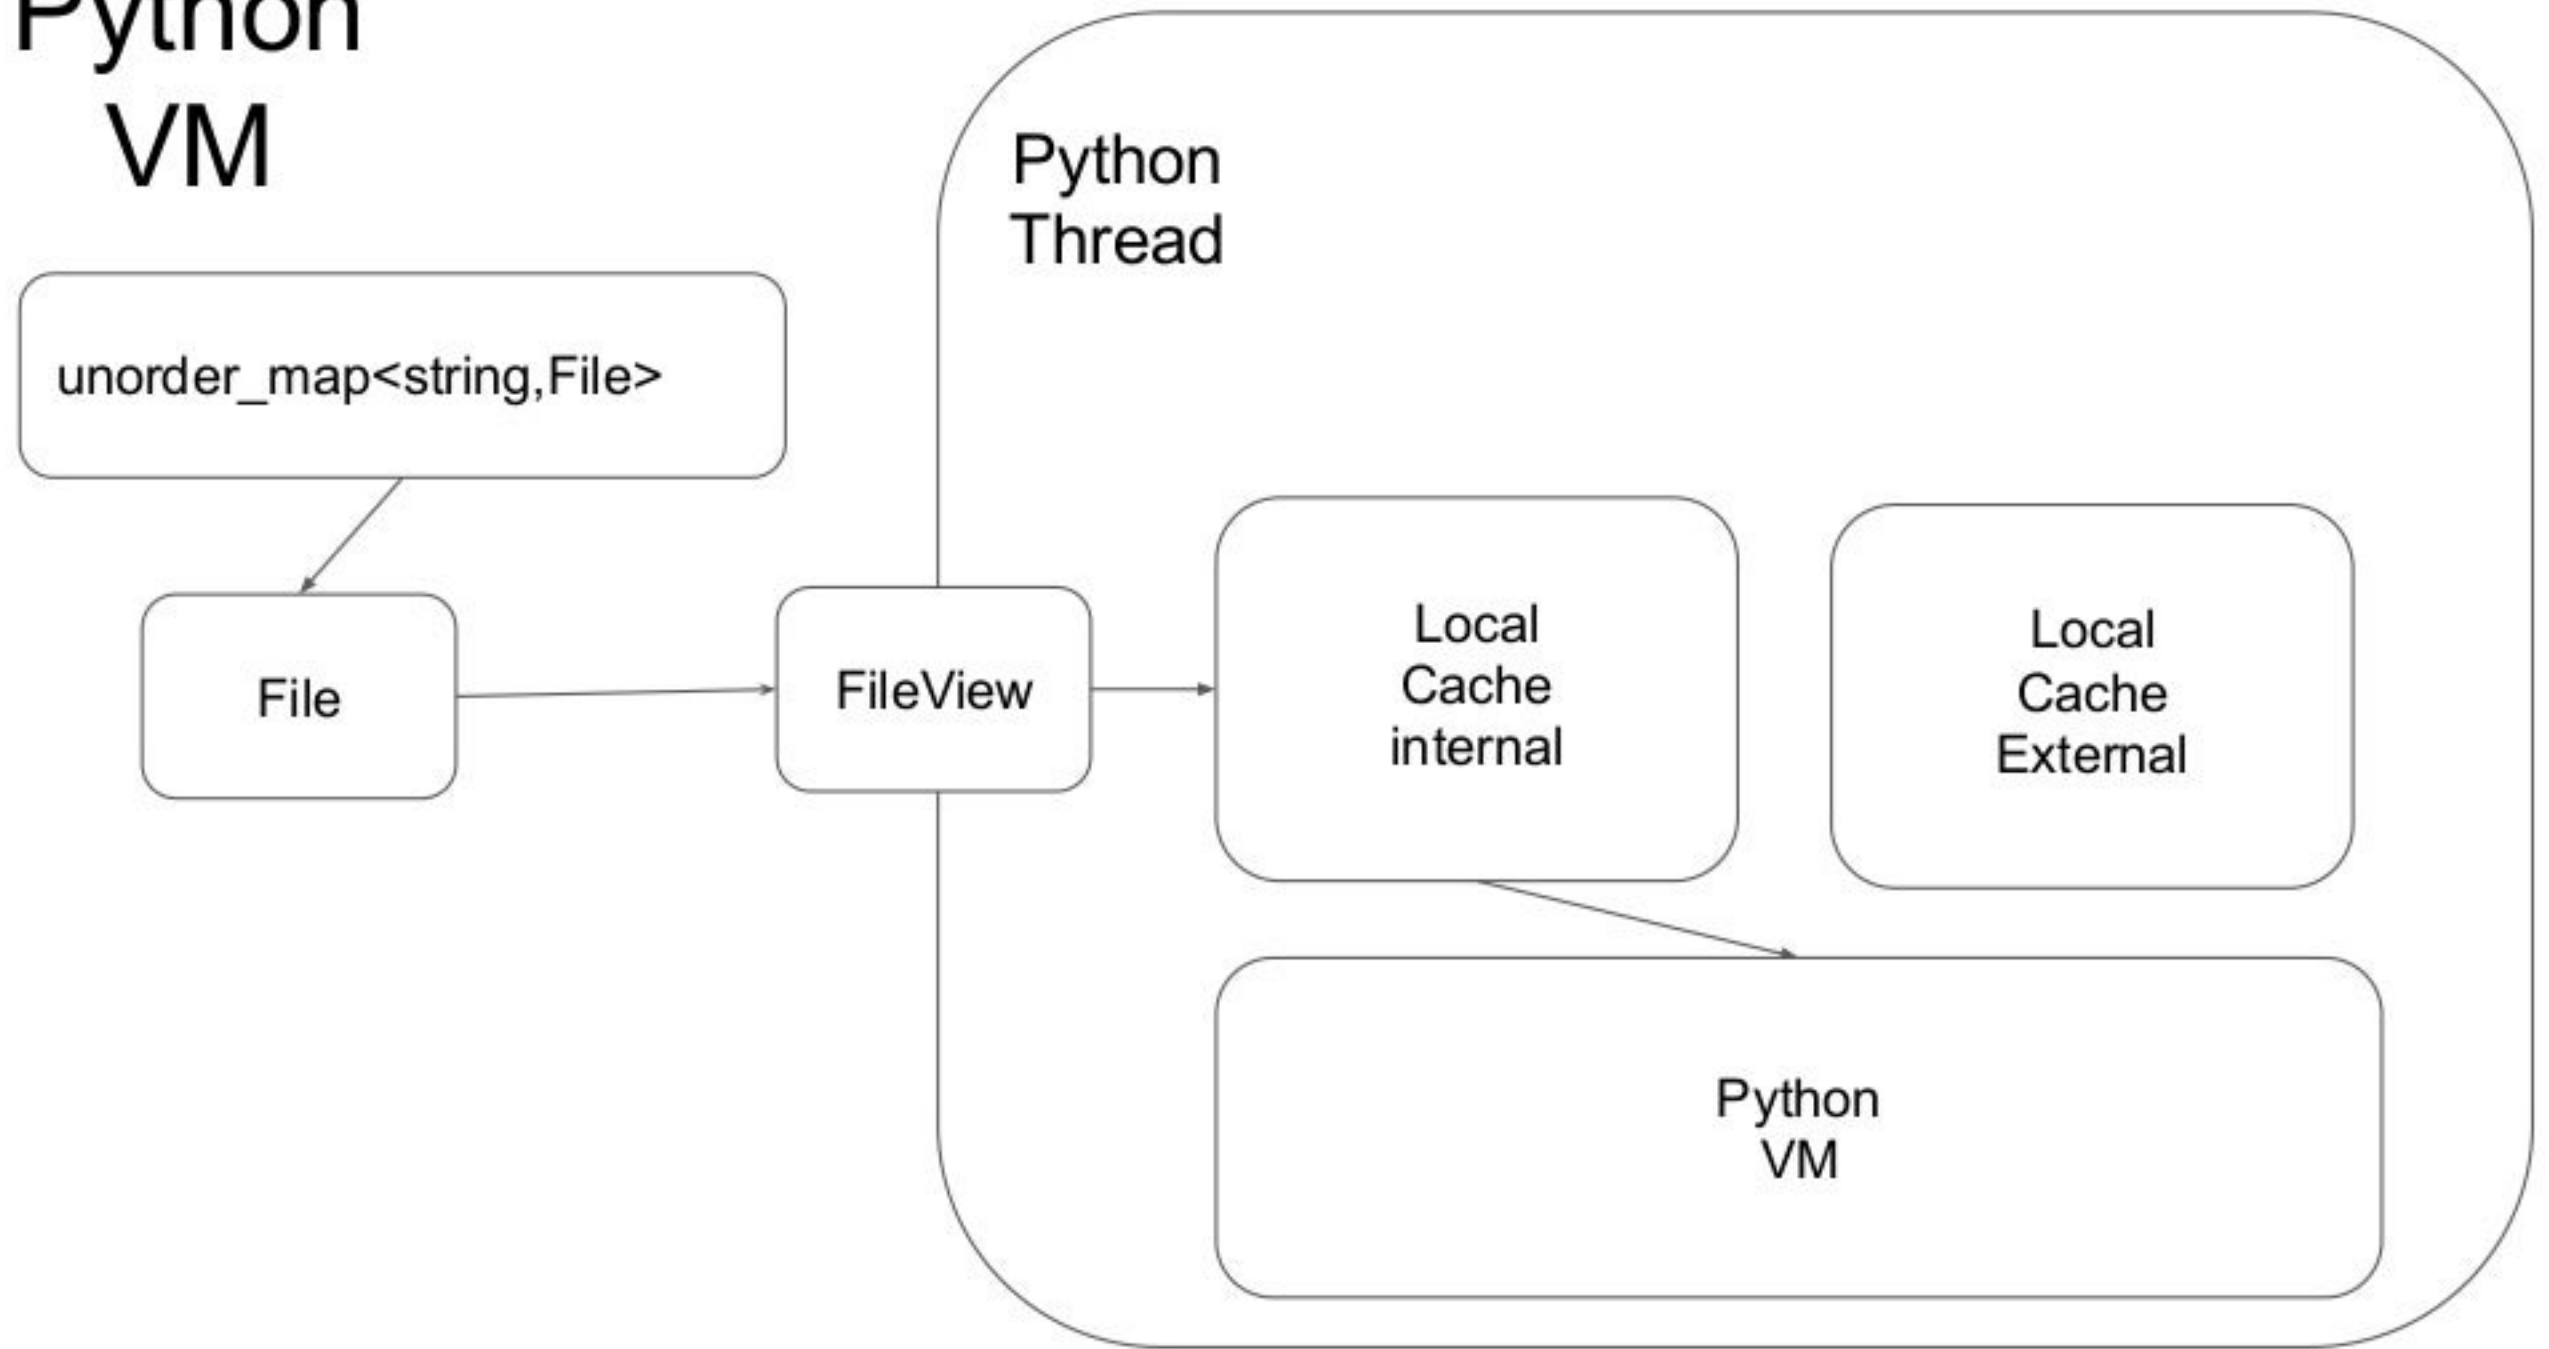 Python
VM
Python
Thread
unorder_map<string,File>
File
FileView
Local
Cache
internal
Local
Cache
External
Python
VM